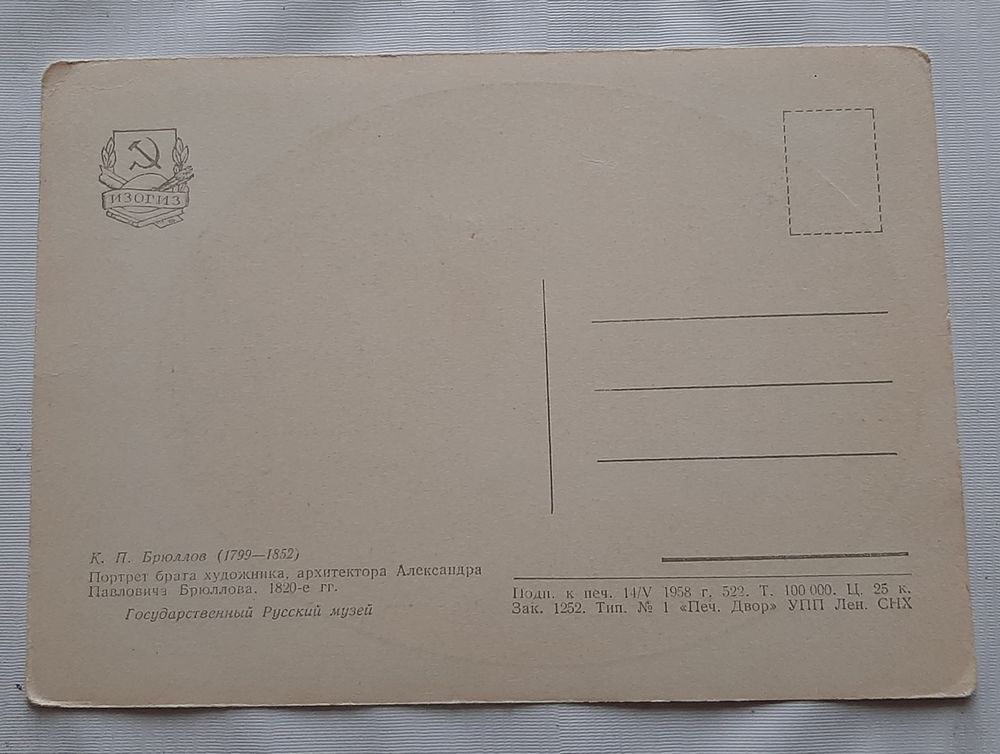 ИЗОГИЗ
К. П. Брюллов (1799—1852)
Портрет брата художника, архитектора Александра
Павловича Брюллова. 1820-е гг.
Государственный Русский музей
Подп. к печ. 14/V 1958 г. 522. Т. 100 000. Ц. 25 к.
Зак. 1252. Тип. № 1 «Печ. Двор» УПП Лен. СНХ